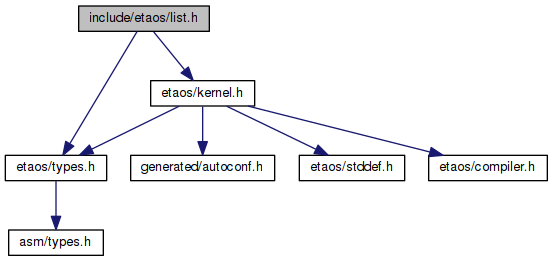 include/etaos/list.h
etaos/kernel.h
etaos/types.h
generated/autoconf.h
etaos/stddef.h
etaos/compiler.h
asm/types.h